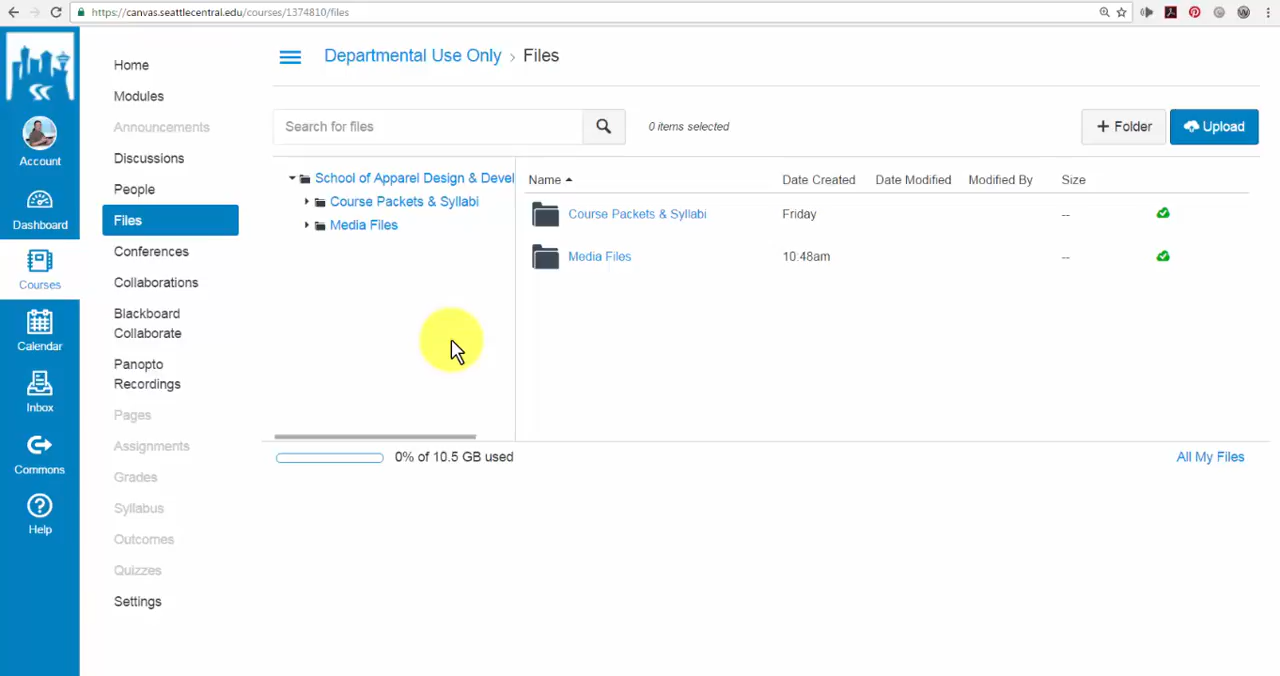 https://canvas.seattlecentral.edu/courses/1374810/files
Account
Dashboard
Courses
Calendar
Inbox
Commons
Help
Home
Modules
Announcements
Discussions
People
Files
Conferences
Collaborations
Blackboard
Collaborate
Panopto
Recordings
Pages
Assignments
Grades
Syllabus
Outcomes
Quizzes
Settings
Departmental Use Only > Files
Search for files
0 items selected
+ Folder
Upload
School of Apparel Design & Devel
Course Packets & Syllabi
Media Files
Name Date Created Date Modified Modified By Size
Course Packets & Syllabi Friday --
Media Files 10:48am --
0% of 10.5 GB used
All My Files